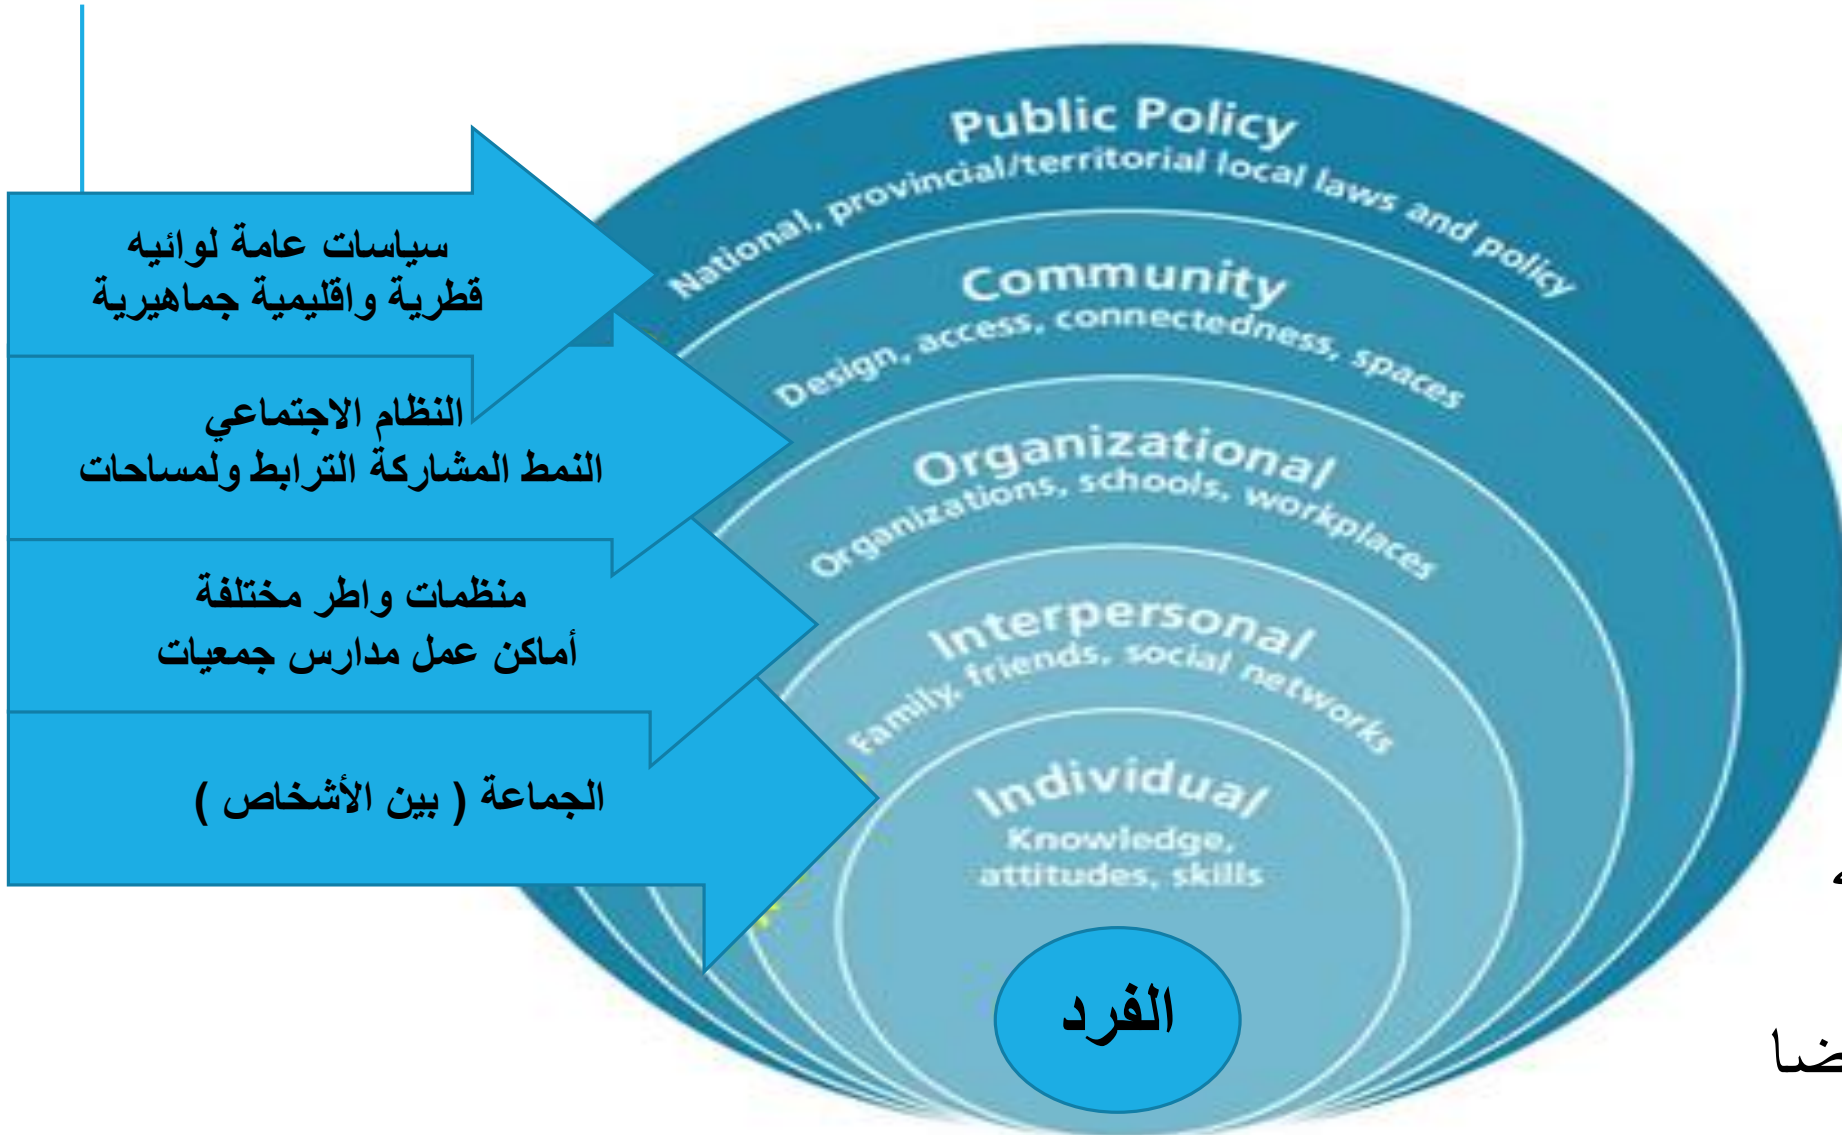 Public Policy
National, provincial/territorial local laws and policy
Community
Design, access, connectedness, spaces
Organizational
Organizations, schools, workplaces
Interpersonal
Family, friends, social networks
Individual
Knowledge,
attitudes, skills
الفرد
سياسات عامة لوائيه
قطرية واقليمية جماهيرية
النظام الاجتماعي
النمط المشاركة الترابط ولمساحات
منظمات واطر مختلفة
أماكن عمل مدارس جمعيات
الجماعة ( بين الأشخاص )